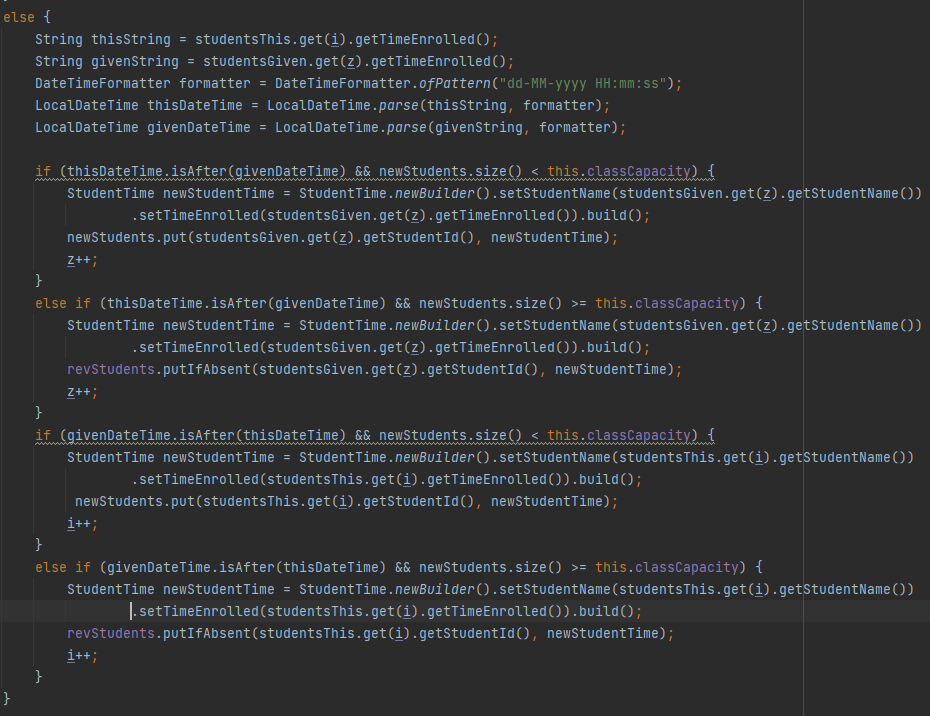 else {
    String thisString = studentsThis.get(i).getTimeEnrolled();
    String givenString = studentsGiven.get(z).getTimeEnrolled();
    DateTimeFormatter formatter = DateTimeFormatter.ofPattern("dd-MM-yyyy HH:mm:ss");
    LocalDateTime thisDateTime = LocalDateTime.parse(thisString, formatter);
    LocalDateTime givenDateTime = LocalDateTime.parse(givenString, formatter);

    if (thisDateTime.isAfter(givenDateTime) && newStudents.size() < this.classCapacity) {
        StudentTime newStudentTime = StudentTime.newBuilder().setStudentName(studentsGiven.get(z).getStudentName())
                .setTimeEnrolled(studentsGiven.get(z).getTimeEnrolled()).build();
        newStudents.put(studentsGiven.get(z).getStudentId(), newStudentTime);
        z++;
    }
    else if (thisDateTime.isAfter(givenDateTime) && newStudents.size() >= this.classCapacity) {
        StudentTime newStudentTime = StudentTime.newBuilder().setStudentName(studentsGiven.get(z).getStudentName())
                .setTimeEnrolled(studentsGiven.get(z).getTimeEnrolled()).build();
        revStudents.putIfAbsent(studentsGiven.get(z).getStudentId(), newStudentTime);
        z++;
    }
    if (givenDateTime.isAfter(thisDateTime) && newStudents.size() < this.classCapacity) {
        StudentTime newStudentTime = StudentTime.newBuilder().setStudentName(studentsThis.get(i).getStudentName())
                .setTimeEnrolled(studentsThis.get(i).getTimeEnrolled()).build();
         newStudents.put(studentsThis.get(i).getStudentId(), newStudentTime);
        i++;
    }
    else if (givenDateTime.isAfter(thisDateTime) && newStudents.size() >= this.classCapacity) {
        StudentTime newStudentTime = StudentTime.newBuilder().setStudentName(studentsThis.get(i).getStudentName())
                .setTimeEnrolled(studentsThis.get(i).getTimeEnrolled()).build();
        revStudents.putIfAbsent(studentsThis.get(i).getStudentId(), newStudentTime);
        i++;
    }
}